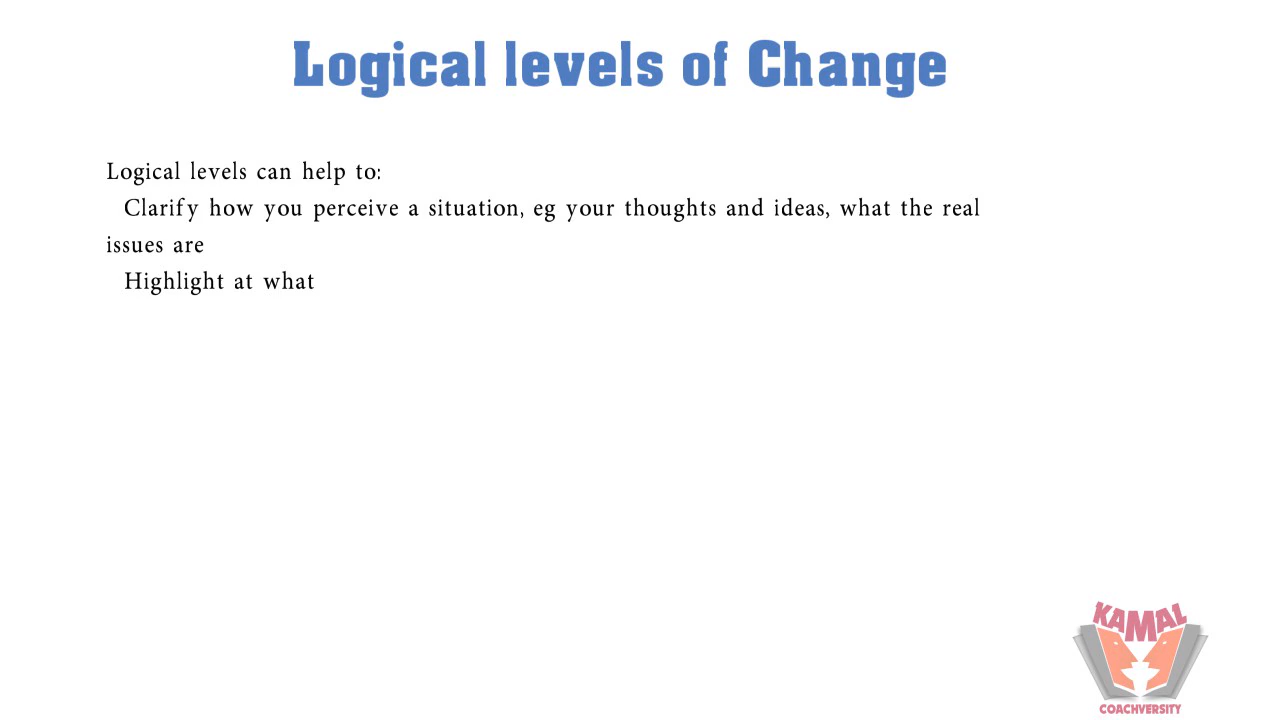 Logical levels of Change
Logical levels can help to:
Clarify how you perceive a situation, eg your thoughts and ideas, what the real
issues are
Highlight at what
KAMAL
COACHVERSITY